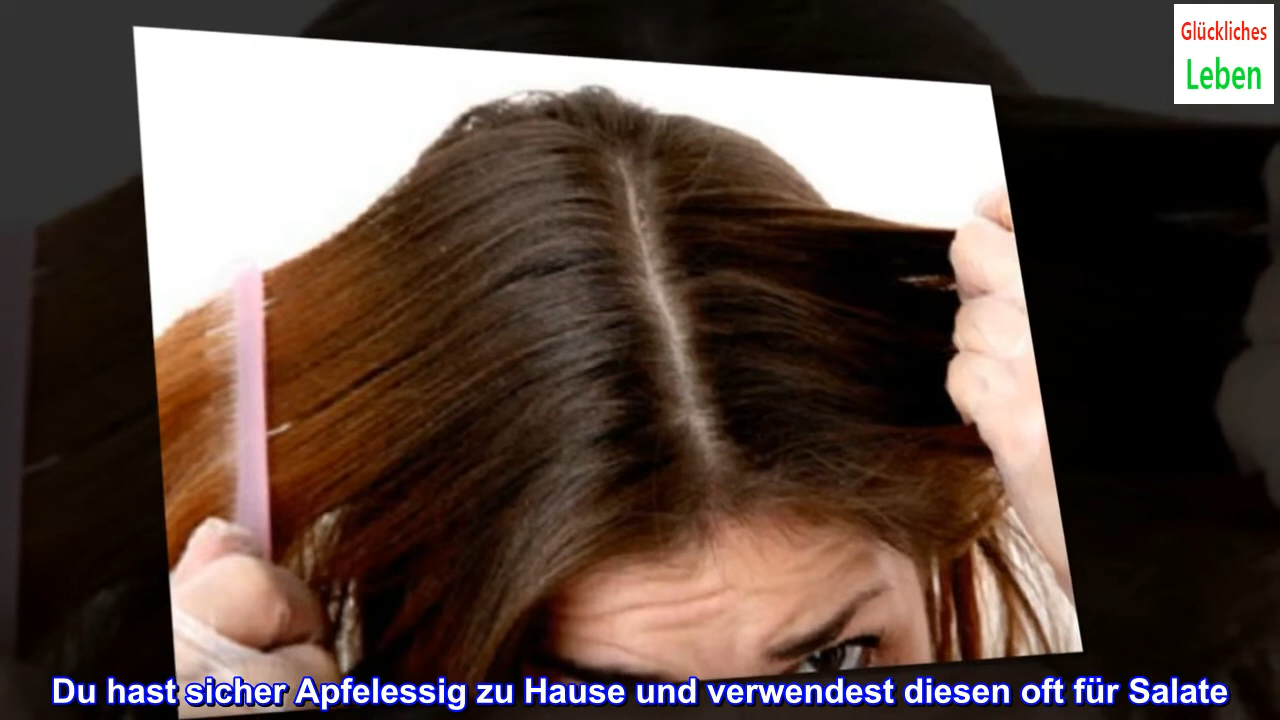 Glückliches
Leben
Du hast sicher Apfelessig zu Hause und verwendest diesen oft für Salate